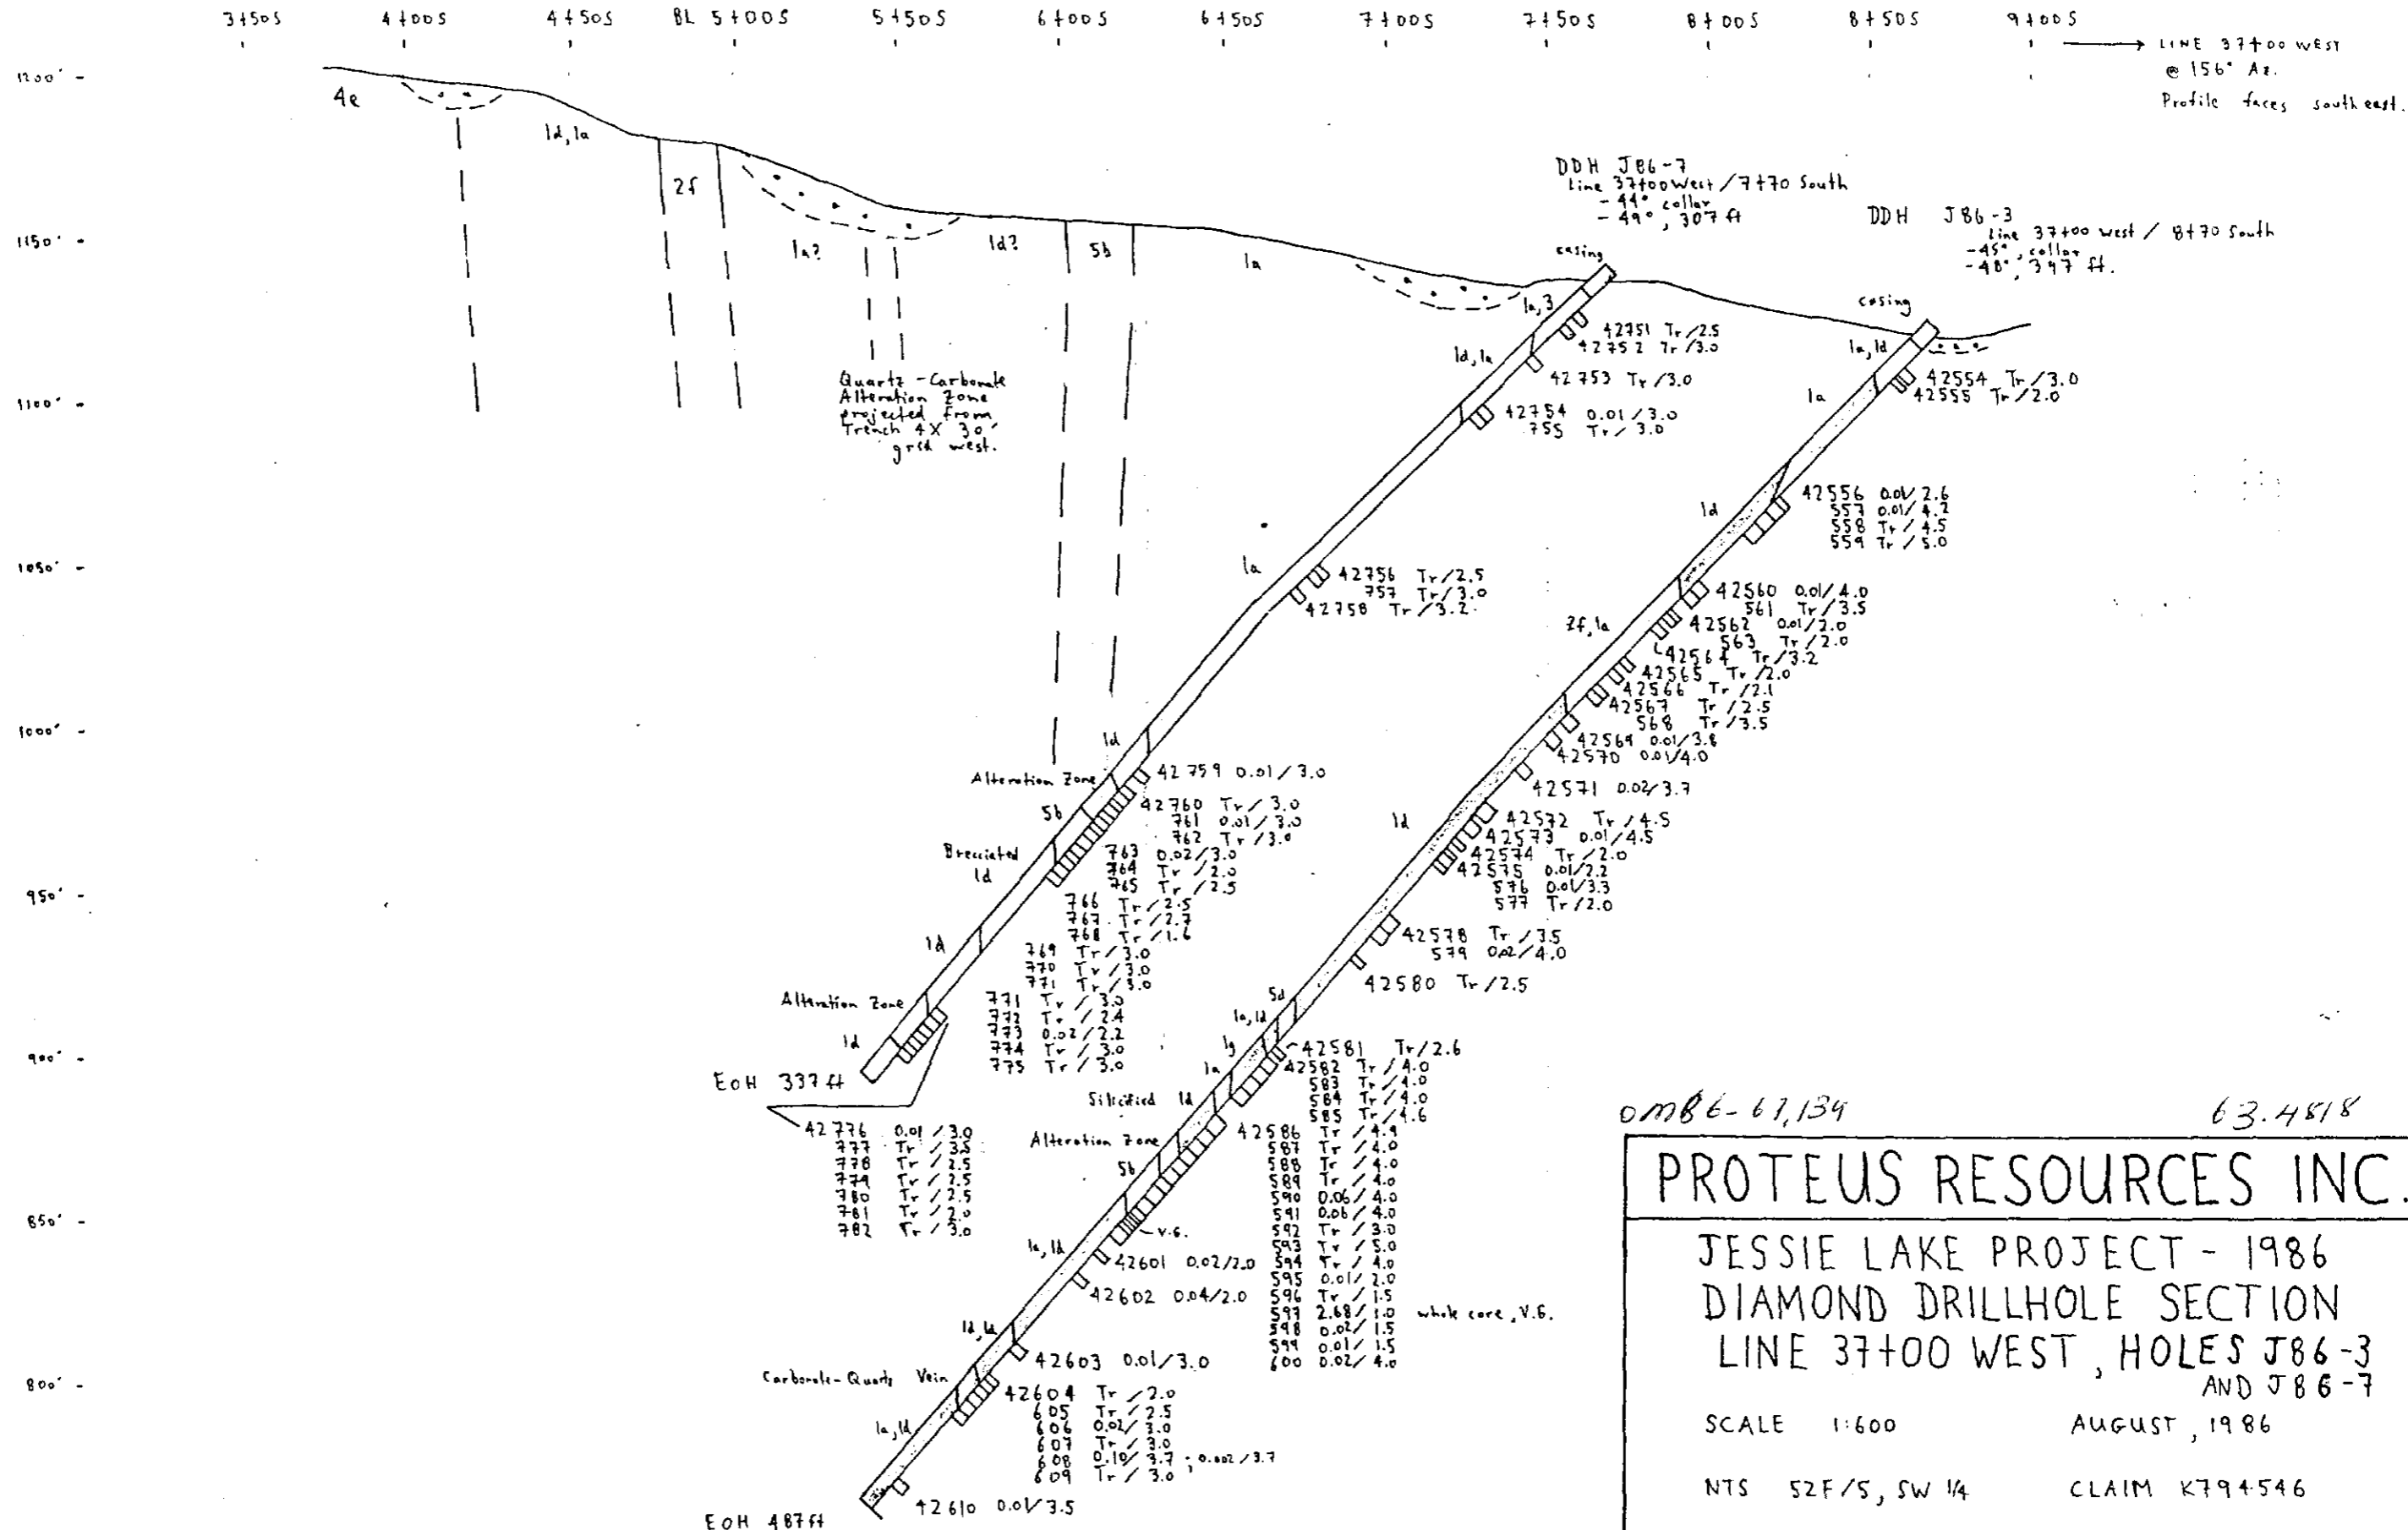 3+50S 4+00S 4+50S BL 5+00S 5+50S 6+00S 6+50S 7+00S 7+50S 8+00S 8+50S 9+00S
LINE 37+00 WEST
@ 156° Az.
Profile faces southeast.
1200'
1150'
1100'
1050'
1000'
950'
900'
850'
800'
4e
1d, 1a
2f
1a?
1d?
5b
1a
Quartz-Carbonate
Alteration Zone
projected from
Trench 4X 30'
grid west.
DDH J86-7
Line 37+00 West / 7+70 South
-44° collar
-49°, 307 ft
casing
1a, 3
42751 Tr/2.5
42752 Tr/3.0
1d, 1a
42753 Tr/3.0
42754 0.01/3.0
755 Tr/3.0
1a
42756 Tr/2.5
757 Tr/3.0
42758 Tr/3.2
1d
Alteration Zone
42759 0.01/3.0
5b
42760 Tr/3.0
761 0.01/3.0
762 Tr/3.0
Brecciated
1d
763 0.02/3.0
764 Tr/2.0
765 Tr/2.5
766 Tr/2.5
767 Tr/2.7
768 Tr/1.6
1d
769 Tr/3.0
770 Tr/3.0
771 Tr/3.0
Alteration Zone
771 Tr/3.0
772 Tr/2.4
773 0.02/2.2
774 Tr/3.0
775 Tr/3.0
1d
EOH 337 ft
42776 0.01/3.0
777 Tr/3.5
778 Tr/2.5
779 Tr/2.5
780 Tr/2.5
781 Tr/2.0
782 Tr/3.0
DDH J86-3
Line 37+00 West / 8+70 South
-45°, collar
-48°, 397 ft.
casing
1a, 1d
42554 Tr/3.0
42555 Tr/2.0
1a
1d
42556 0.01/2.6
557 0.01/4.2
558 Tr/4.5
559 Tr/5.0
42560 0.01/4.0
561 Tr/3.5
2f, 1a
42562 0.01/2.0
563 Tr/2.0
42564 Tr/3.2
42565 Tr/2.0
42566 Tr/2.1
42567 Tr/2.5
568 Tr/3.5
42569 0.01/3.8
42570 0.01/4.0
42571 0.02/3.7
1d
42572 Tr/4.5
42573 0.01/4.5
42574 Tr/2.0
42575 0.01/2.2
576 0.01/3.3
577 Tr/2.0
42578 Tr/3.5
579 0.02/4.0
42580 Tr/2.5
5d
1a, 1d
1g
42581 Tr/2.6
1a
42582 Tr/4.0
583 Tr/4.0
584 Tr/4.0
585 Tr/4.6
Silicified 1d
Alteration Zone
5b
42586 Tr/4.9
587 Tr/4.0
588 Tr/4.0
589 Tr/4.0
590 0.06/4.0
591 0.06/4.0
592 Tr/3.0
593 Tr/5.0
594 Tr/4.0
595 0.01/2.0
596 Tr/1.5
597 2.68/1.0 whole core, V.G.
598 0.02/1.5
599 0.01/1.5
600 0.02/4.0
V.G.
1a, 1d
42601 0.02/2.0
42602 0.04/2.0
42603 0.01/3.0
Carbonate-Quartz Vein
42604 Tr/2.0
605 Tr/2.5
606 0.02/3.0
607 Tr/3.0
608 0.10/3.7; 0.002/3.7
609 Tr/3.0
1a, 1d
42610 0.01/3.5
EOH 487 ft
63.4818
PROTEUS RESOURCES INC.
JESSIE LAKE PROJECT - 1986
DIAMOND DRILLHOLE SECTION
LINE 37+00 WEST, HOLES J86-3
AND J86-7
SCALE 1:600 AUGUST, 1986
NTS 52F/5, SW 1/4 CLAIM K794546